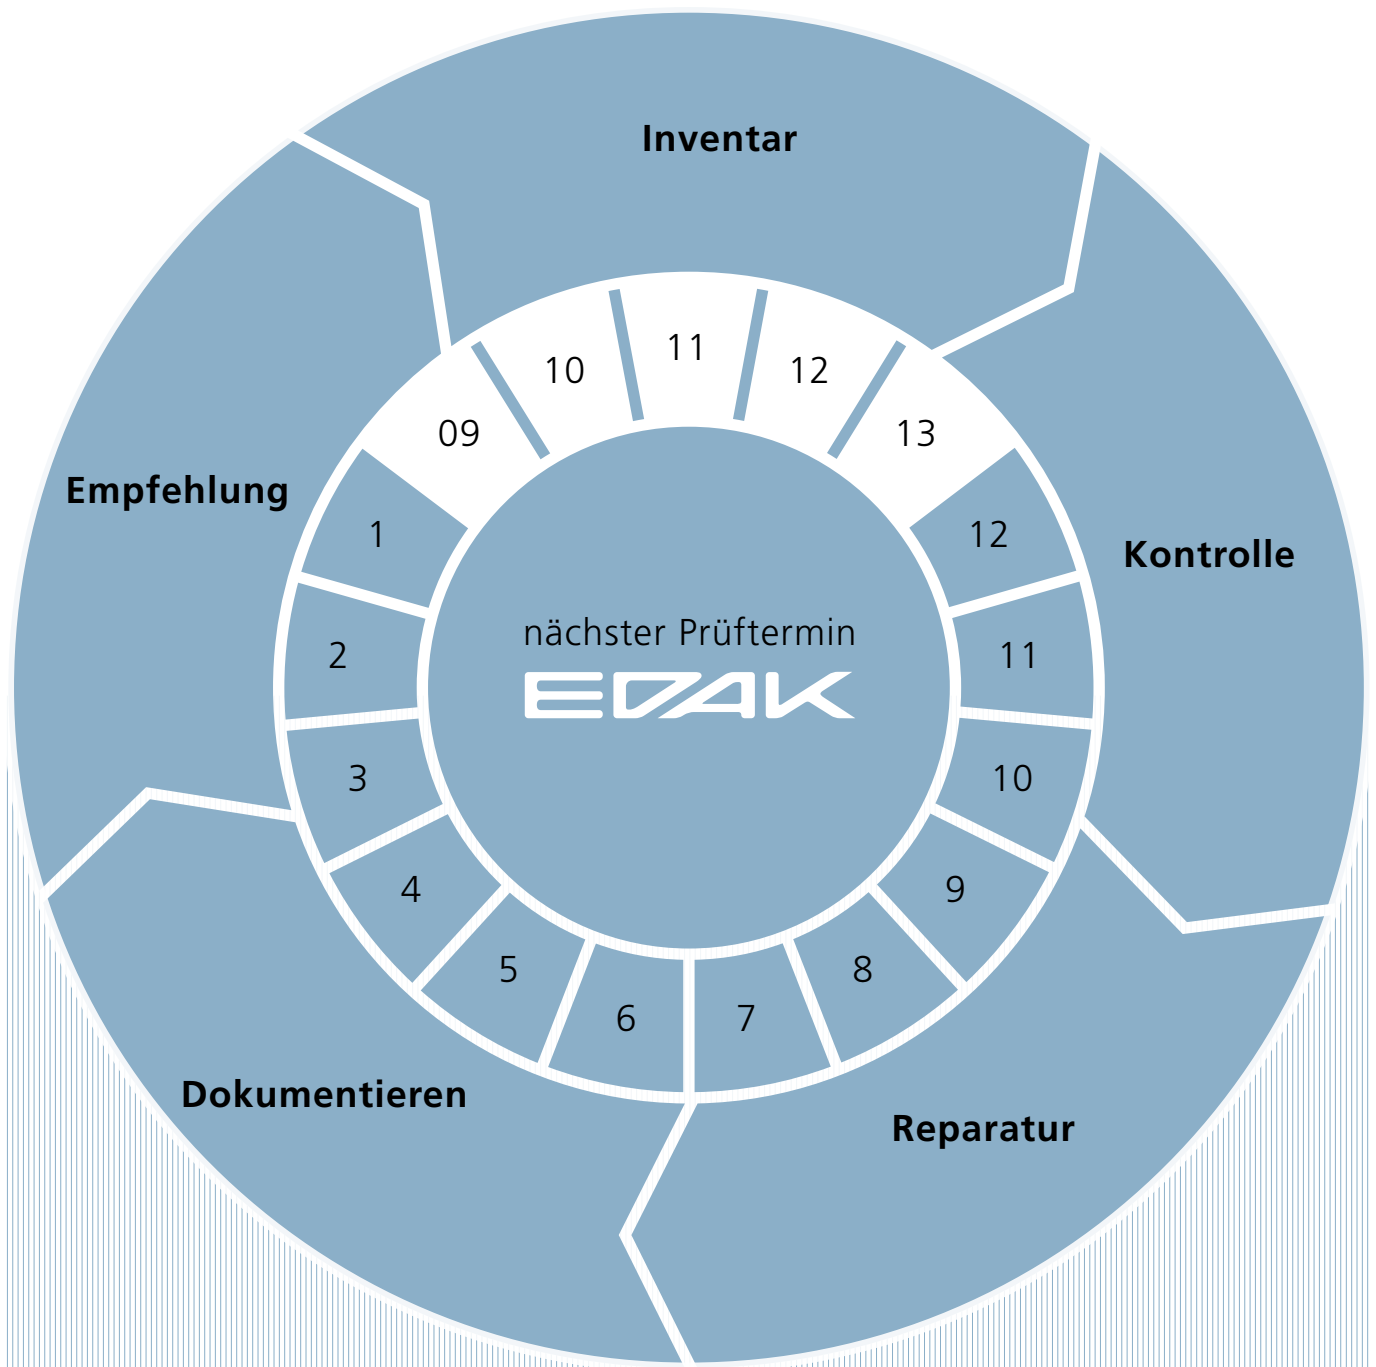 Inventar
Kontrolle
Reparatur
Dokumentieren
Empfehlung
09
10
11
12
13
1
2
3
4
5
6
7
8
9
10
11
12
nächster Prüftermin
EDAK